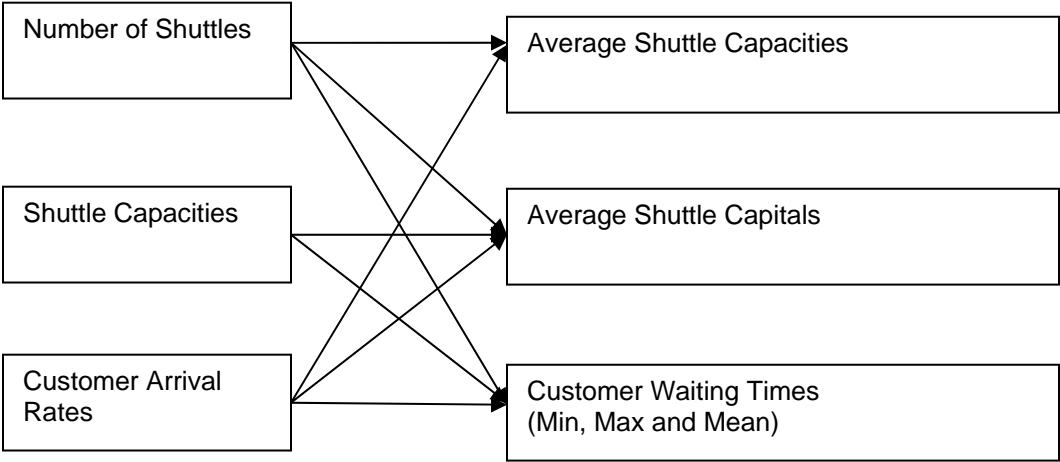 Number of Shuttles
Average Shuttle Capacities
Shuttle Capacities
Average Shuttle Capitals
Customer Arrival
Rates
Customer Waiting Times
(Min, Max and Mean)